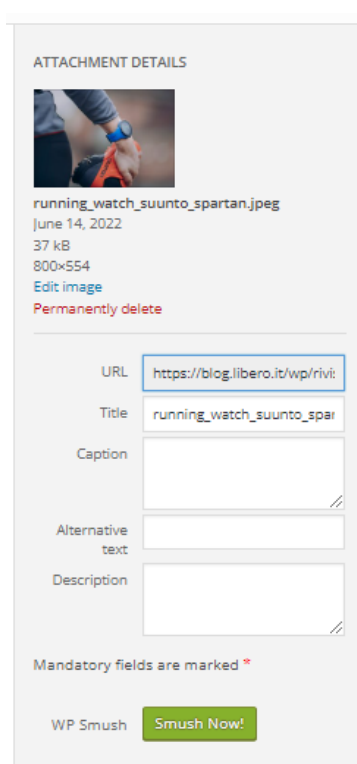 ATTACHMENT DETAILS
running_watch_suunto_spartan.jpeg
June 14, 2022
37 kB
800×554
Edit image
Permanently delete
URL https://blog.libero.it/wp/rivi
Title running_watch_suunto_spar
Caption
Alternative
text
Description
Mandatory fields are marked *
WP Smush Smush Now!